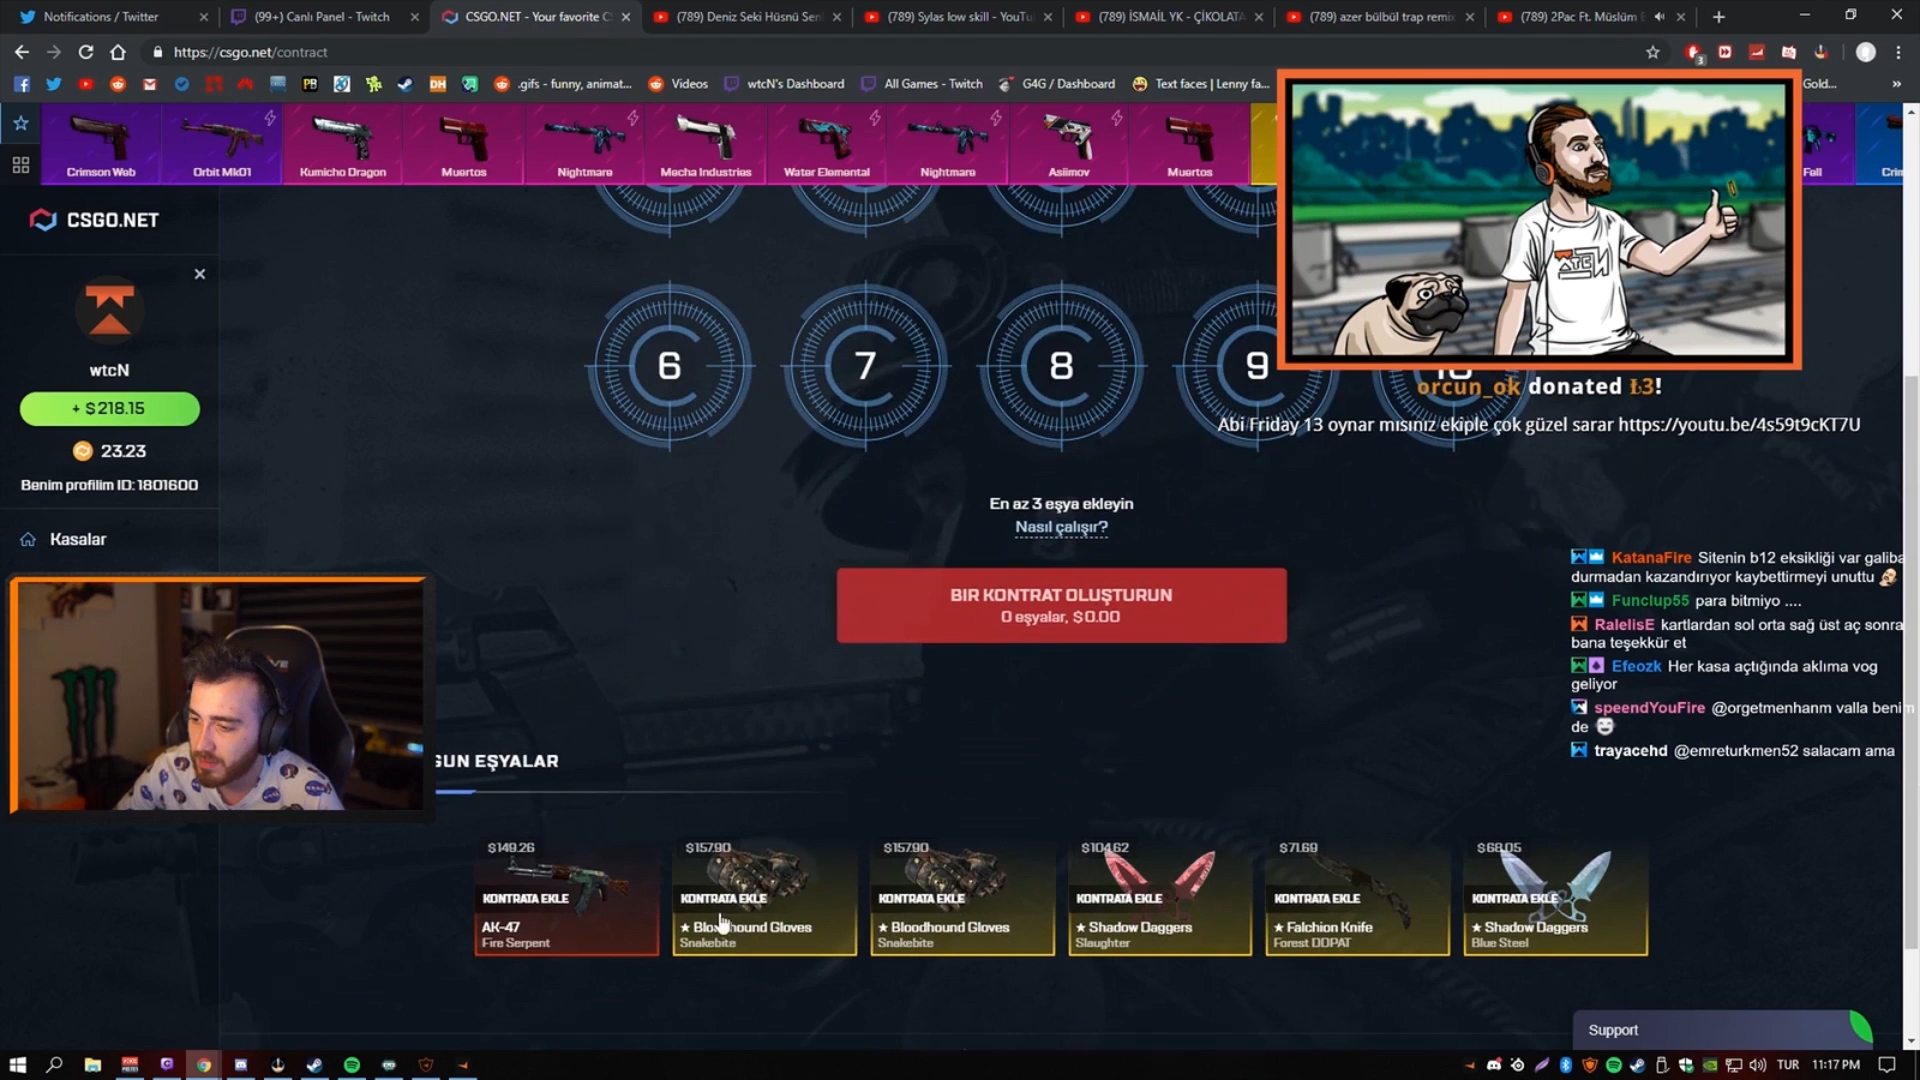 Notifications / Twitter
(99+) Canlı Panel - Twitch
CSGO.NET - Your favorite C
(789) Deniz Seki Hüsnü Sen
(789) Sylas low skill - YouTu
(789) İSMAİL YK - ÇİKOLATA
(789) azer bülbül trap remix
(789) 2Pac Ft. Müslüm
https://csgo.net/contract
3
PB
DH
.gifs - funny, animat...
Videos
wtcN's Dashboard
All Games - Twitch
G4G / Dashboard
Text faces | Lenny fa...
Gold...
Crimson Web
Orbit Mk01
Kumicho Dragon
Muertos
Nightmare
Mecha Industries
Water Elemental
Nightmare
Asiimov
Muertos
Fall
Crim
CSGO.NET
wtcN
+ $218.15
23.23
Benim profilim ID: 1801600
Kasalar
6
7
8
9
10
WTCN
orcun_ok donated ₺3!
Abi Friday 13 oynar mısınız ekiple çok güzel sarar https://youtu.be/4s59t9cKT7U
En az 3 eşya ekleyin
Nasıl çalışır?
BIR KONTRAT OLUŞTURUN
0 eşyalar, $0.00
KatanaFire Sitenin b12 eksikliği var galiba
durmadan kazandırıyor kaybettirmeyi unuttu
Funclup55 para bitmiyo ....
RalelisE kartlardan sol orta sağ üst aç sonra
bana teşekkür et
Efeozk Her kasa açtığında aklıma vog
geliyor
speendYouFire @orgetmenhanm valla benim
de
trayacehd @emreturkmen52 salacam ama
GUN EŞYALAR
$149.26
KONTRATA EKLE
AK-47
Fire Serpent
$157.90
KONTRATA EKLE
★ Bloodhound Gloves
Snakebite
$157.90
KONTRATA EKLE
★ Bloodhound Gloves
Snakebite
$104.62
KONTRATA EKLE
★ Shadow Daggers
Slaughter
$71.69
KONTRATA EKLE
★ Falchion Knife
Forest DDPAT
$68.05
KONTRATA EKLE
★ Shadow Daggers
Blue Steel
Support
TUR
11:17 PM